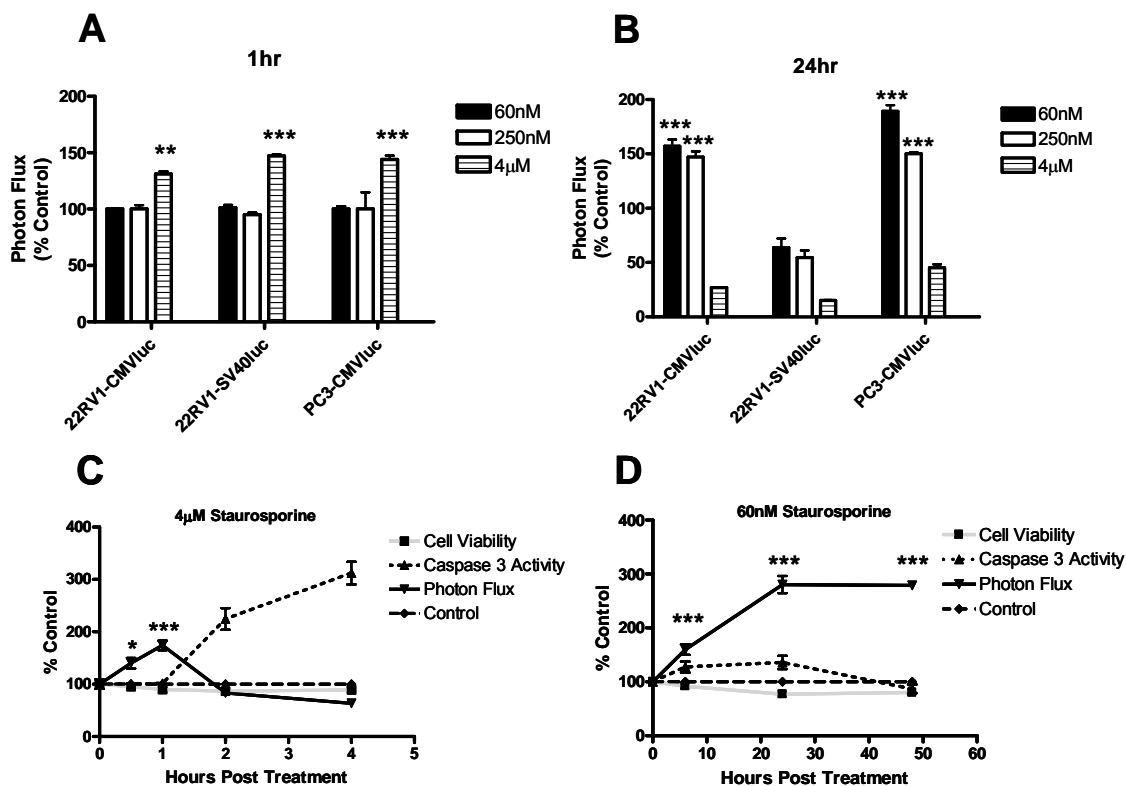 A
1hr
Photon Flux
(% Control)
200
150
100
50
0
**
***
***
60nM
250nM
4μM
22RV1-CMVluc
22RV1-SV40luc
PC3-CMVluc
B
24hr
Photon Flux
(% Control)
200
150
100
50
0
***
***
***
***
60nM
250nM
4μM
22RV1-CMVluc
22RV1-SV40luc
PC3-CMVluc
C
4μM Staurosporine
% Control
400
300
200
100
0
*
***
Cell Viability
Caspase 3 Activity
Photon Flux
Control
0 1 2 3 4 5
Hours Post Treatment
D
60nM Staurosporine
% Control
400
300
200
100
0
***
***
***
Cell Viability
Caspase 3 Activity
Photon Flux
Control
0 10 20 30 40 50 60
Hours Post Treatment